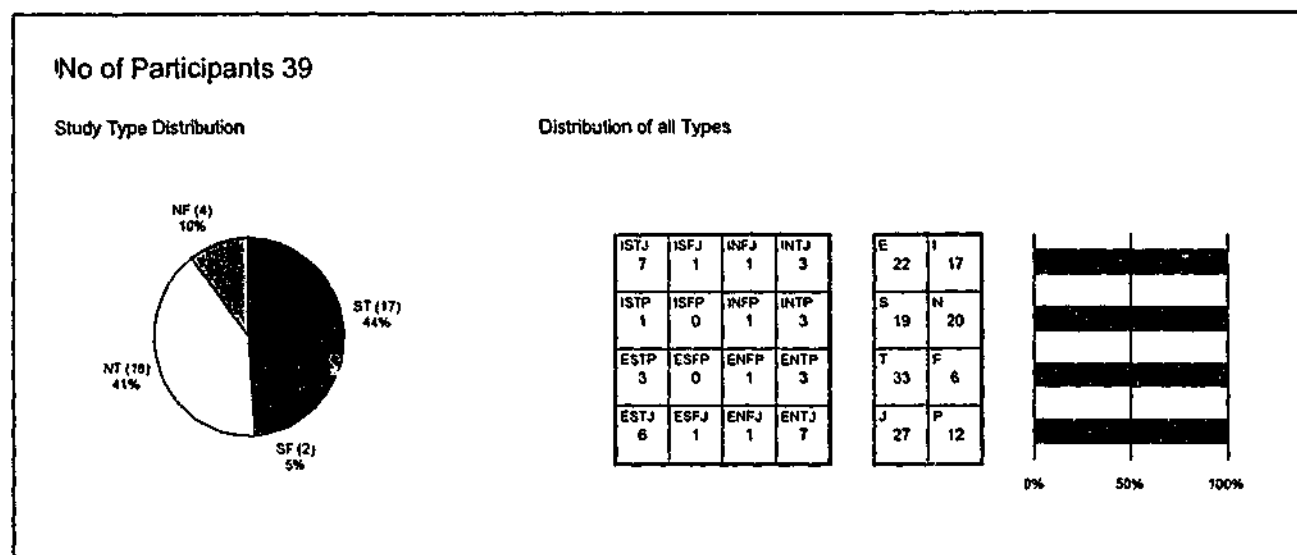 No of Participants 39
Study Type Distribution
Distribution of all Types
NF (4)
10%
ST (17)
44%
NT (16)
41%
SF (2)
5%
ISTJ ISFJ INFJ INTJ
7 1 1 3
ISTP ISFP INFP INTP
1 0 1 3
ESTP ESFP ENFP ENTP
3 0 1 3
ESTJ ESFJ ENFJ ENTJ
6 1 1 7
E I
22 17
S N
19 20
T F
33 6
J P
27 12
0% 50% 100%